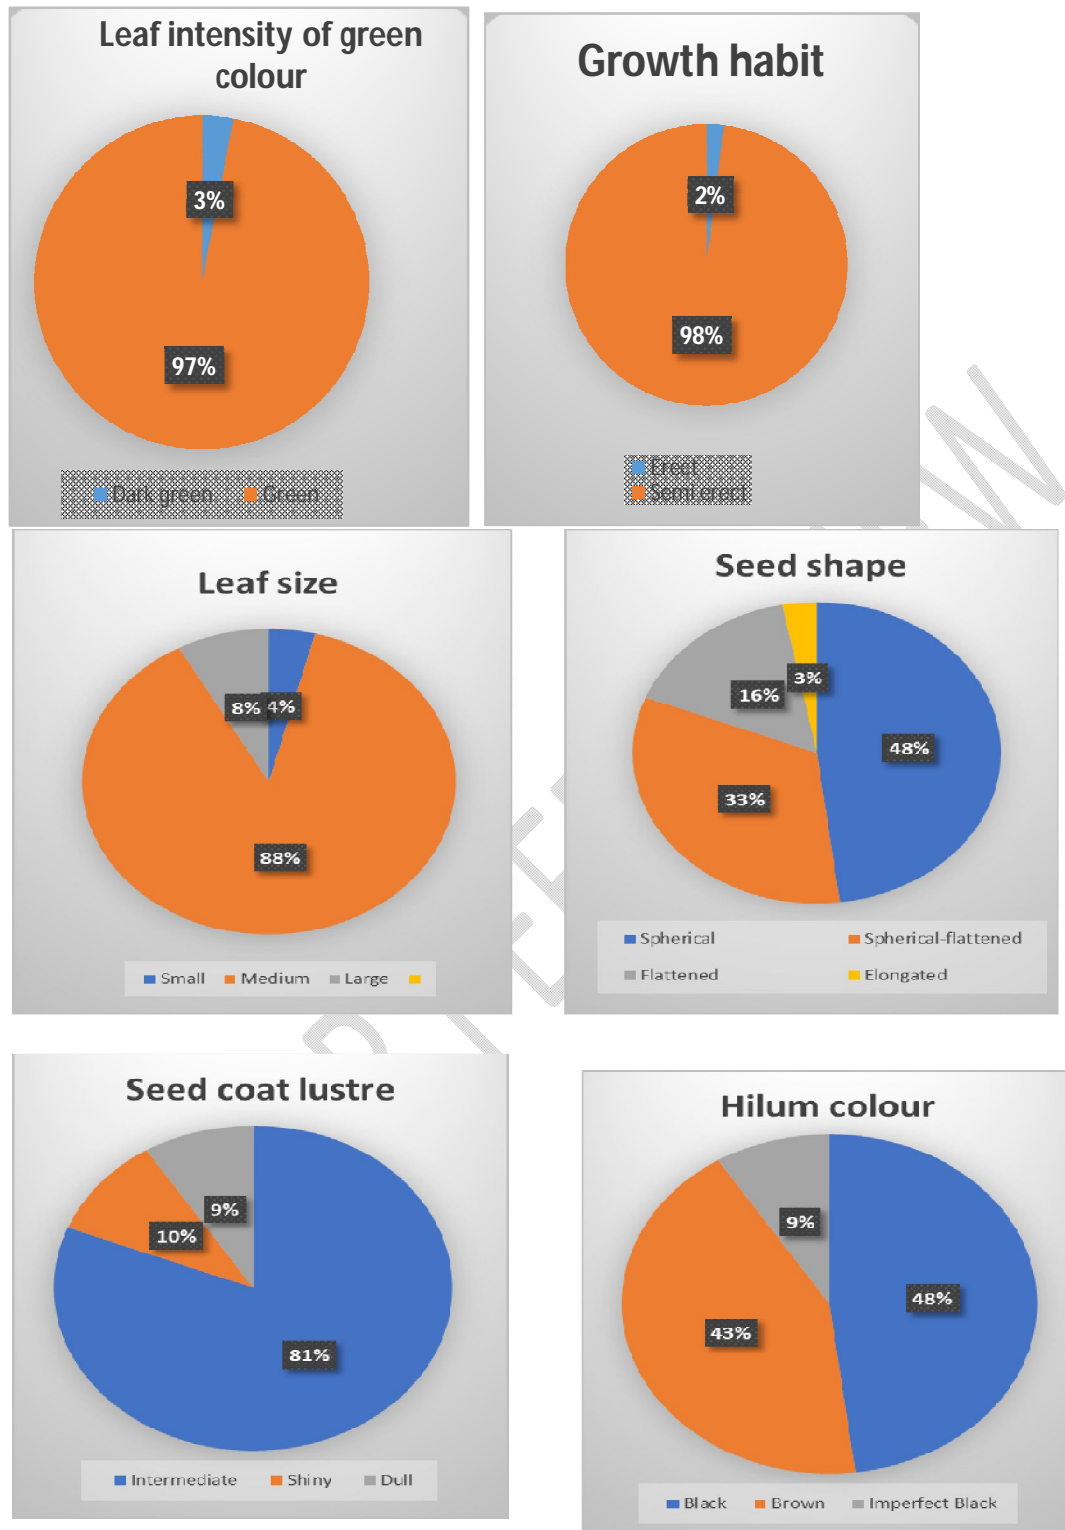 Leaf intensity of green
colour
3%
97%
Dark green Green
Growth habit
2%
98%
Erect
Semi erect
Leaf size
8% 4%
88%
Small Medium Large
Seed shape
3%
16%
48%
33%
Spherical Spherical-flattened
Flattened Elongated
Seed coat lustre
9%
10%
81%
Intermediate Shiny Dull
Hilum colour
9%
48%
43%
Black Brown Imperfect Black